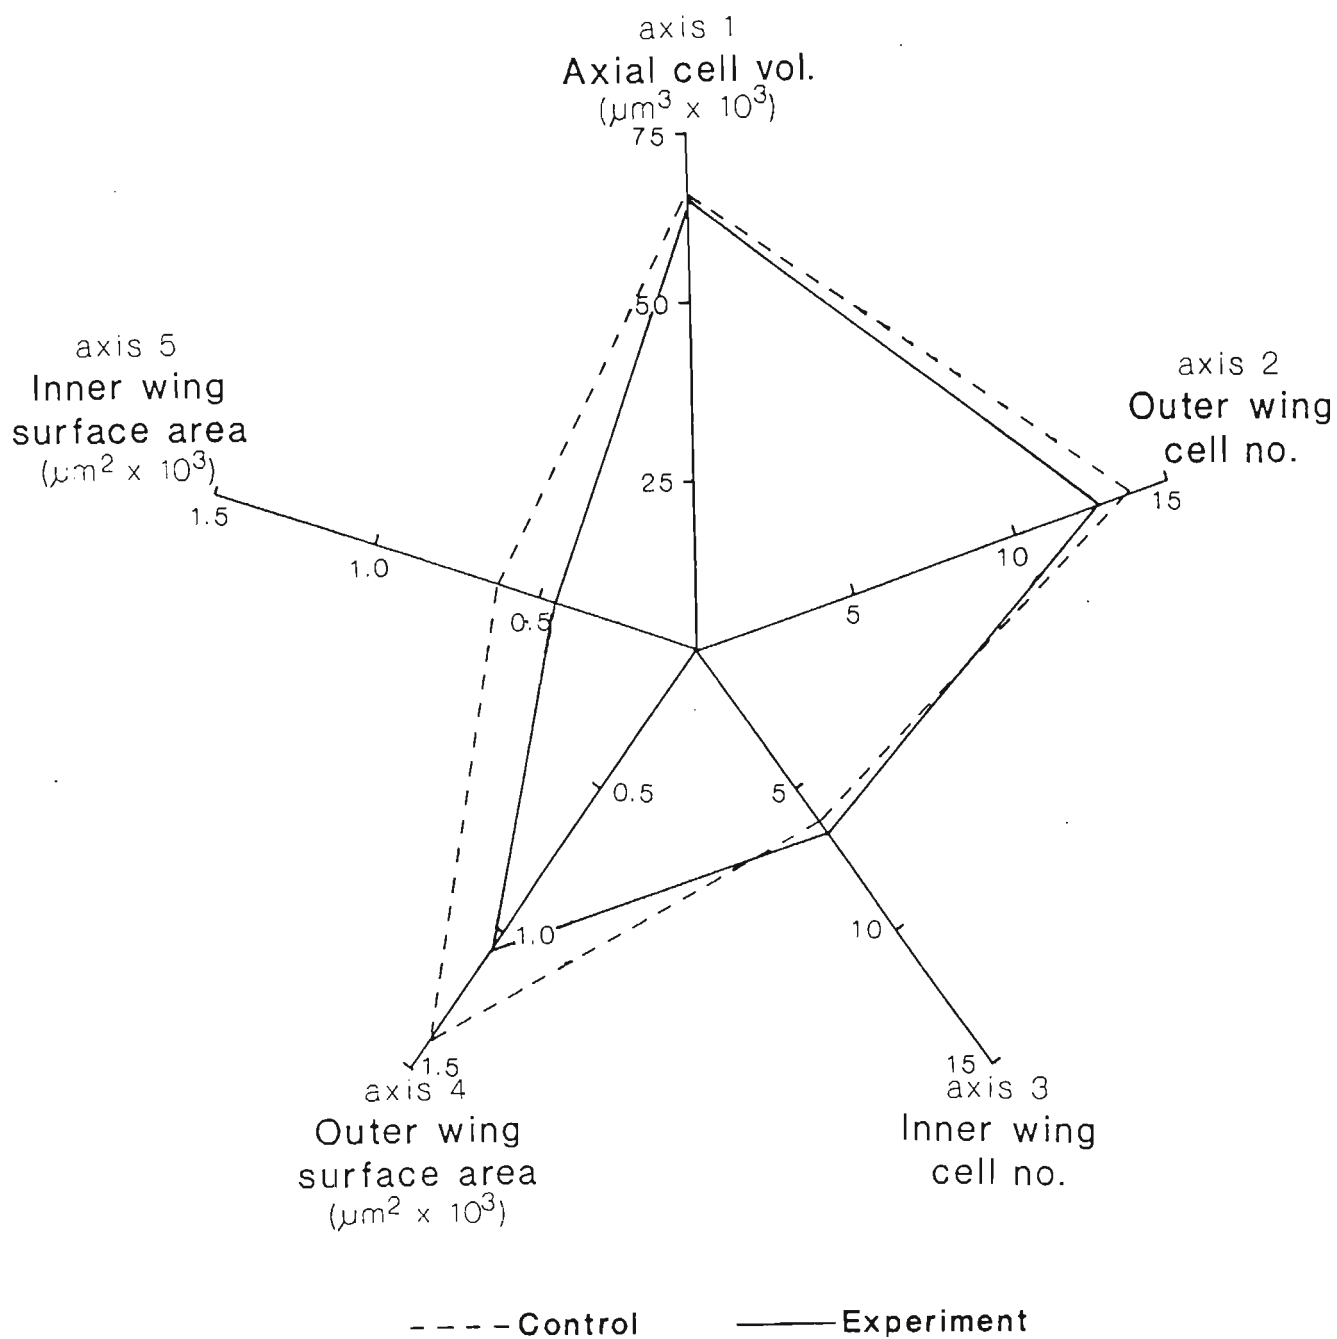 axis 1
Axial cell vol.
(μm³ x 10³)
75
50
25
axis 2
Outer wing
cell no.
15
10
5
axis 5
Inner wing
surface area
(μm² x 10³)
1.5
1.0
0.5
0.5
1.0
1.5
axis 4
Outer wing
surface area
(μm² x 10³)
5
10
15
axis 3
Inner wing
cell no.
Control
Experiment